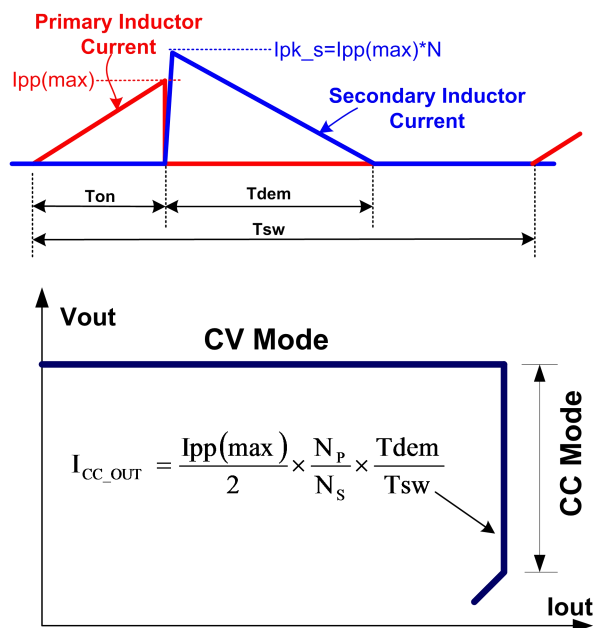 Primary Inductor
Current
Ipk_s=Ipp(max)*N
Ipp(max)
Secondary Inductor
Current
Ton
Tdem
Tsw
Vout
CV Mode
I_CC_OUT = Ipp(max)/2 × N_P/N_S × Tdem/Tsw
CC Mode
Iout